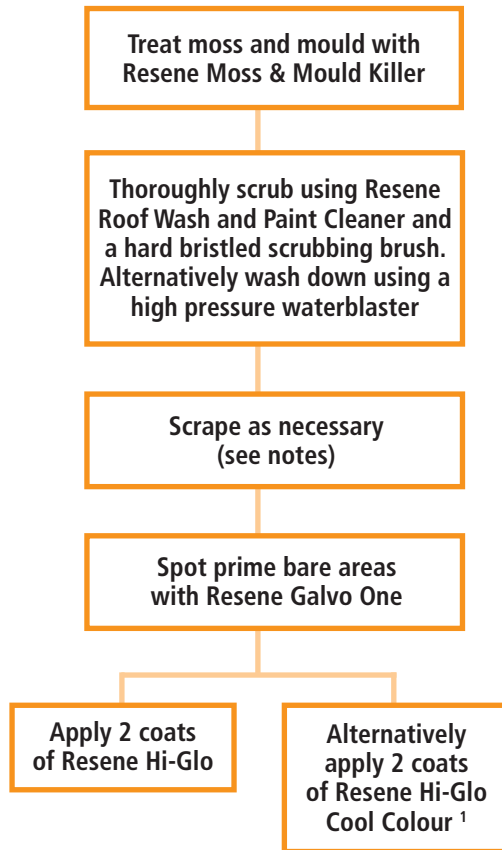 Treat moss and mould with
Resene Moss & Mould Killer
Thoroughly scrub using Resene
Roof Wash and Paint Cleaner and
a hard bristled scrubbing brush.
Alternatively wash down using a
high pressure waterblaster
Scrape as necessary
(see notes)
Spot prime bare areas
with Resene Galvo One
Apply 2 coats
of Resene Hi-Glo
Alternatively
apply 2 coats
of Resene Hi-Glo
Cool Colour ¹